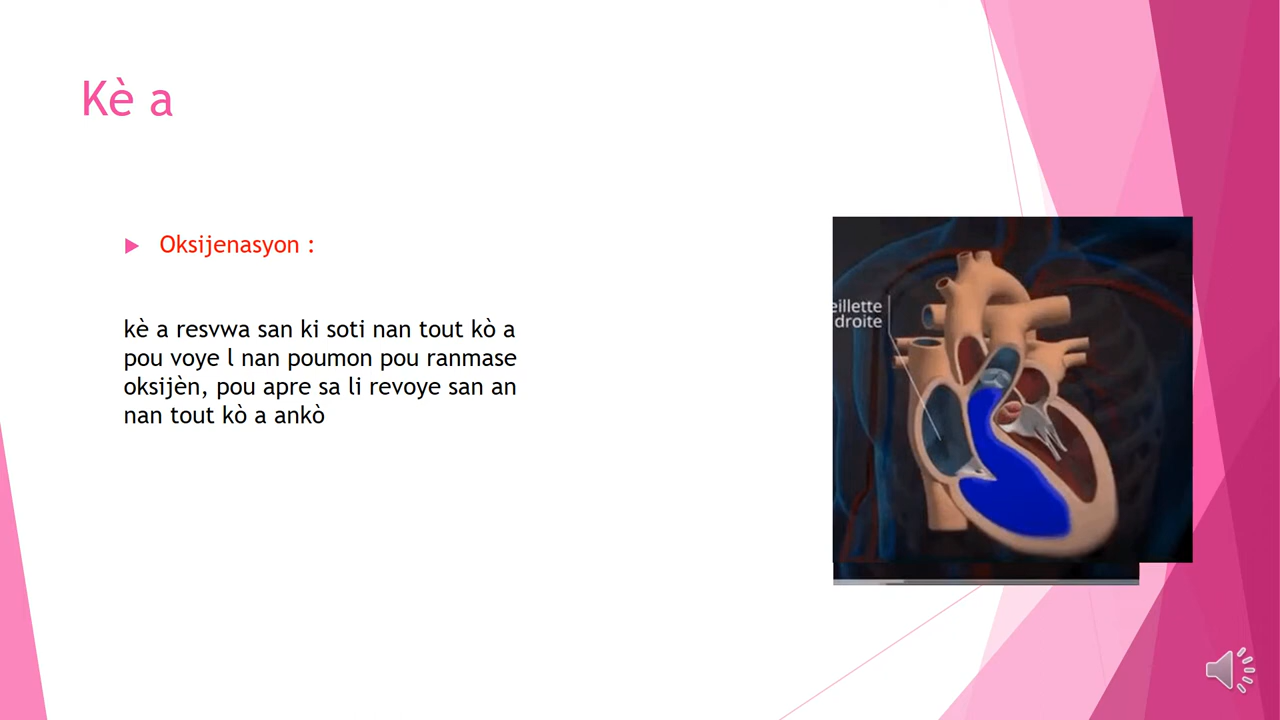 Kè a
Oksijenasyon :
kè a resvwa san ki soti nan tout kò a
pou voye l nan poumon pou ranmase
oksijèn, pou apre sa li revoye san an
nan tout kò a ankò
eillette
droite